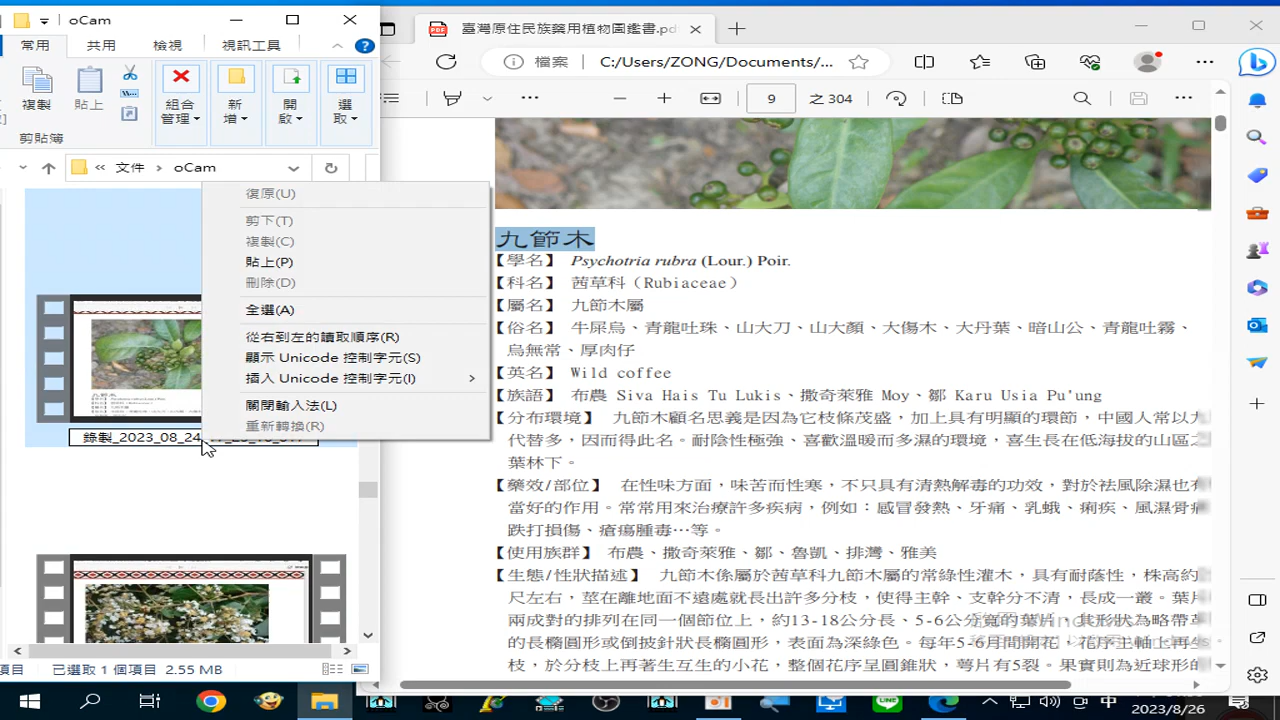 oCam
常用 共用 檢視 視訊工具
複製 貼上 組合管理 新增 開啟 選取
剪貼簿
文件 oCam
復原(U)
剪下(T)
複製(C)
貼上(P)
刪除(D)
全選(A)
從右到左的讀取順序(R)
顯示 Unicode 控制字元(S)
插入 Unicode 控制字元(I)
關閉輸入法(L)
重新轉換(R)
錄製_2023_08_24
項目 已選取 1 個項目 2.55 MB
臺灣原住民族藥用植物圖鑑書.pd
檔案 C:/Users/ZONG/Documents/...
9 之 304
九節木
【學名】 Psychotria rubra (Lour.) Poir.
【科名】 茜草科（Rubiaceae）
【屬名】 九節木屬
【俗名】 牛屎烏、青龍吐珠、山大刀、山大顏、大傷木、大丹葉、暗山公、青龍吐霧、
烏無常、厚肉仔
【英名】 Wild coffee
【族語】 布農 Siva Hais Tu Lukis、撒奇萊雅 Moy、鄒 Karu Usia Pu'ung
【分布環境】 九節木顧名思義是因為它枝條茂盛，加上具有明顯的環節，中國人常以九
代替多，因而得此名。耐陰性極強、喜歡溫暖而多濕的環境，喜生長在低海拔的山區之
葉林下。
【藥效/部位】 在性味方面，味苦而性寒，不只具有清熱解毒的功效，對於祛風除濕也有
當好的作用。常常用來治療許多疾病，例如：感冒發熱、牙痛、乳蛾、痢疾、風濕骨痛
跌打損傷、瘡瘍腫毒…等。
【使用族群】 布農、撒奇萊雅、鄒、魯凱、排灣、雅美
【生態/性狀描述】 九節木係屬於茜草科九節木屬的常綠性灌木，具有耐蔭性，株高約
尺左右，莖在離地面不遠處就長出許多分枝，使得主幹、支幹分不清，長成一叢。葉片
兩成對的排列在同一個節位上，約13-18公分長、5-6公分寬的葉片，其形狀為略帶革
的長橢圓形或倒披針狀長橢圓形，表面為深綠色。每年5-6月間開花，花序主軸上再生
枝，於分枝上再著生互生的小花，整個花序呈圓錐狀，萼片有5裂。果實則為近球形的
中
2023/8/26